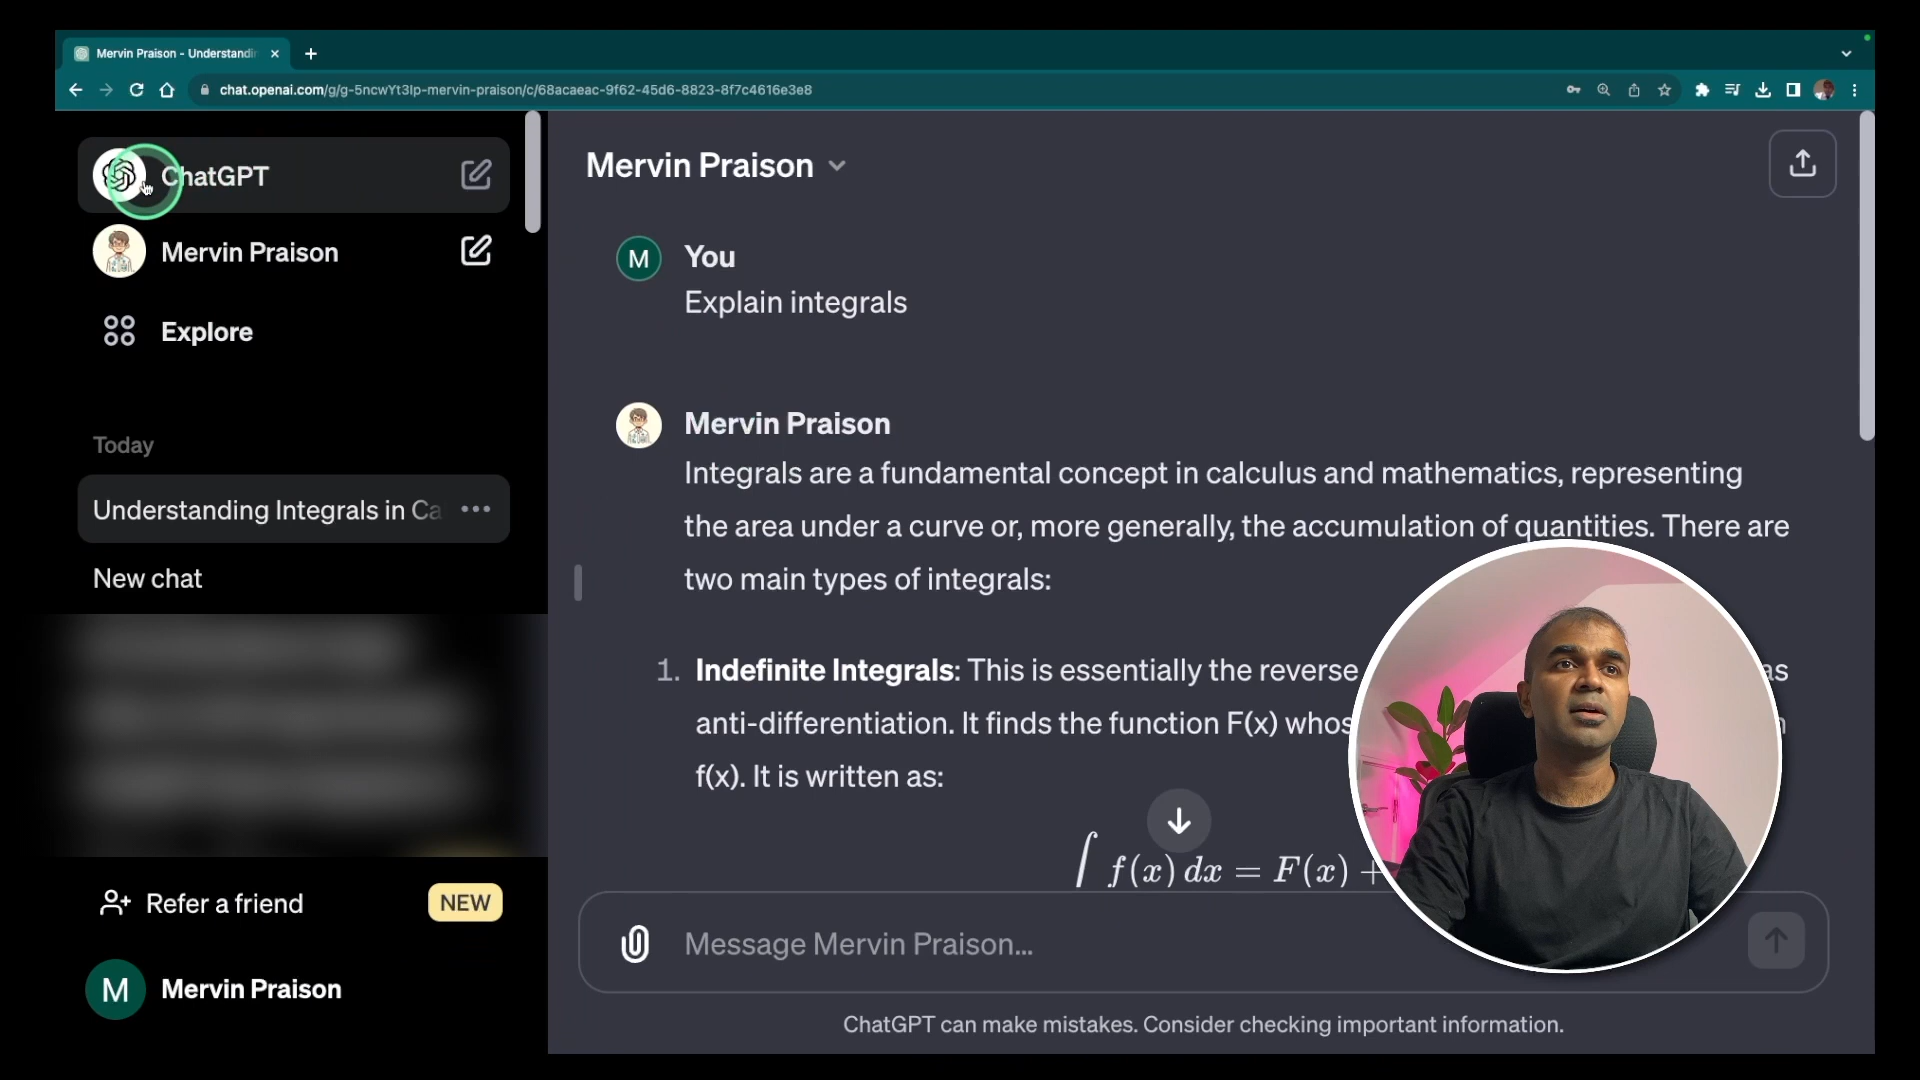 Mervin Praison - Understandi
chat.openai.com/g/g-5ncwYt3Ip-mervin-praison/c/68acaeac-9f62-45d6-8823-8f7c4616e3e8
ChatGPT
Mervin Praison
Explore
Today
Understanding Integrals in Ca
New chat
Refer a friend
NEW
M
Mervin Praison
Mervin Praison
M
You
Explain integrals
Mervin Praison
Integrals are a fundamental concept in calculus and mathematics, representing
the area under a curve or, more generally, the accumulation of quantities. There are
two main types of integrals:
1. Indefinite Integrals: This is essentially the reverse as
anti-differentiation. It finds the function F(x) whos
f(x). It is written as:
∫ f(x) dx = F(x) +
Message Mervin Praison...
ChatGPT can make mistakes. Consider checking important information.